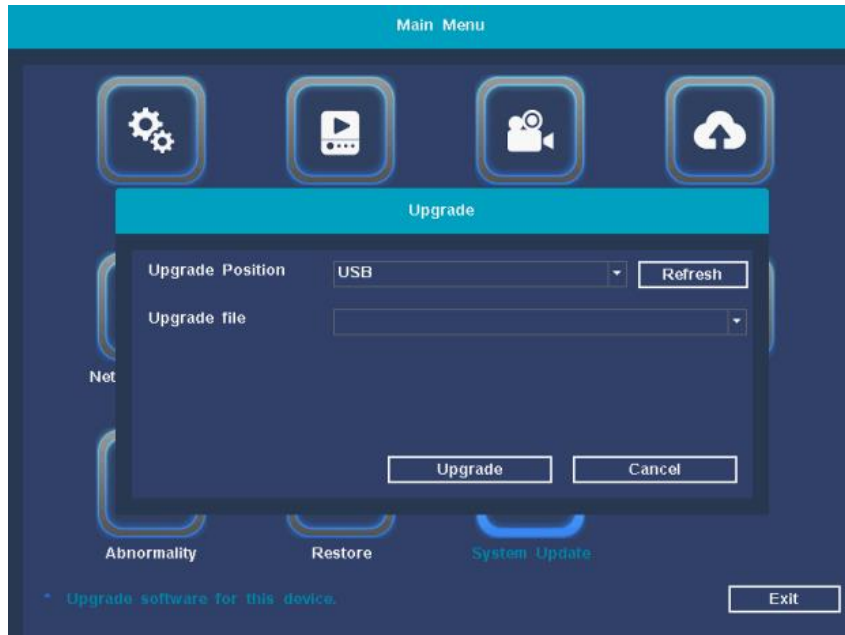 Main Menu
Upgrade
Upgrade Position USB Refresh
Upgrade file
Net
Upgrade Cancel
Abnormality Restore System Update
* Upgrade software for this device.
Exit